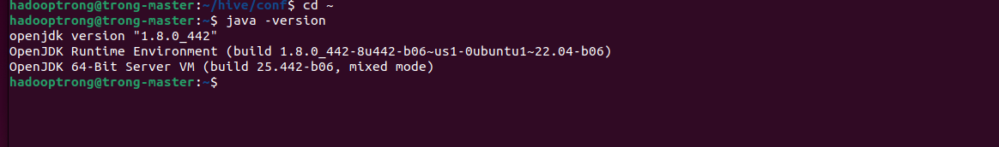 hadooptrong@trong-master:~/hive/conf$ cd ~
hadooptrong@trong-master:~$ java -version
openjdk version "1.8.0_442"
OpenJDK Runtime Environment (build 1.8.0_442-8u442-b06~us1-0ubuntu1~22.04-b06)
OpenJDK 64-Bit Server VM (build 25.442-b06, mixed mode)
hadooptrong@trong-master:~$